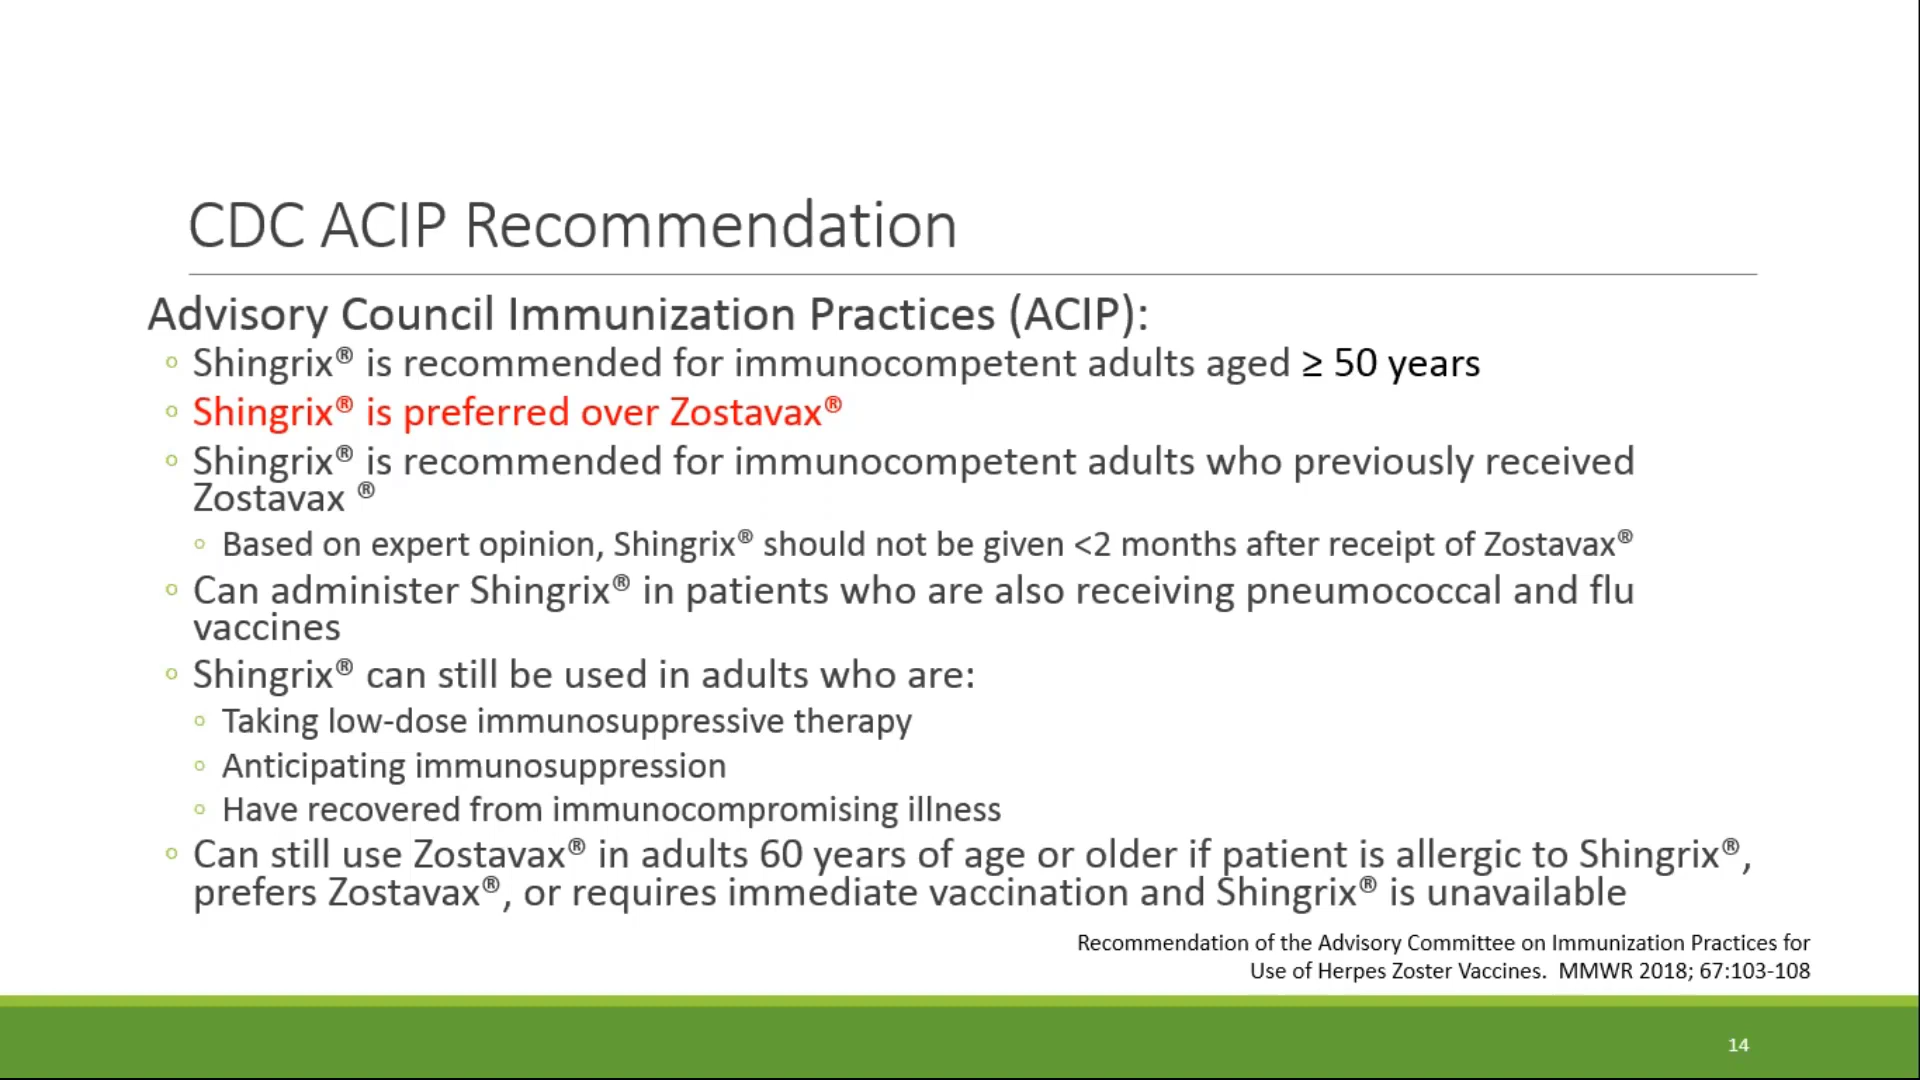 CDC ACIP Recommendation
Advisory Council Immunization Practices (ACIP):
◦ Shingrix® is recommended for immunocompetent adults aged ≥ 50 years
◦ Shingrix® is preferred over Zostavax®
◦ Shingrix® is recommended for immunocompetent adults who previously received
Zostavax ®
◦ Based on expert opinion, Shingrix® should not be given <2 months after receipt of Zostavax®
◦ Can administer Shingrix® in patients who are also receiving pneumococcal and flu
vaccines
◦ Shingrix® can still be used in adults who are:
◦ Taking low-dose immunosuppressive therapy
◦ Anticipating immunosuppression
◦ Have recovered from immunocompromising illness
◦ Can still use Zostavax® in adults 60 years of age or older if patient is allergic to Shingrix®,
prefers Zostavax®, or requires immediate vaccination and Shingrix® is unavailable
Recommendation of the Advisory Committee on Immunization Practices for
Use of Herpes Zoster Vaccines. MMWR 2018; 67:103-108
14